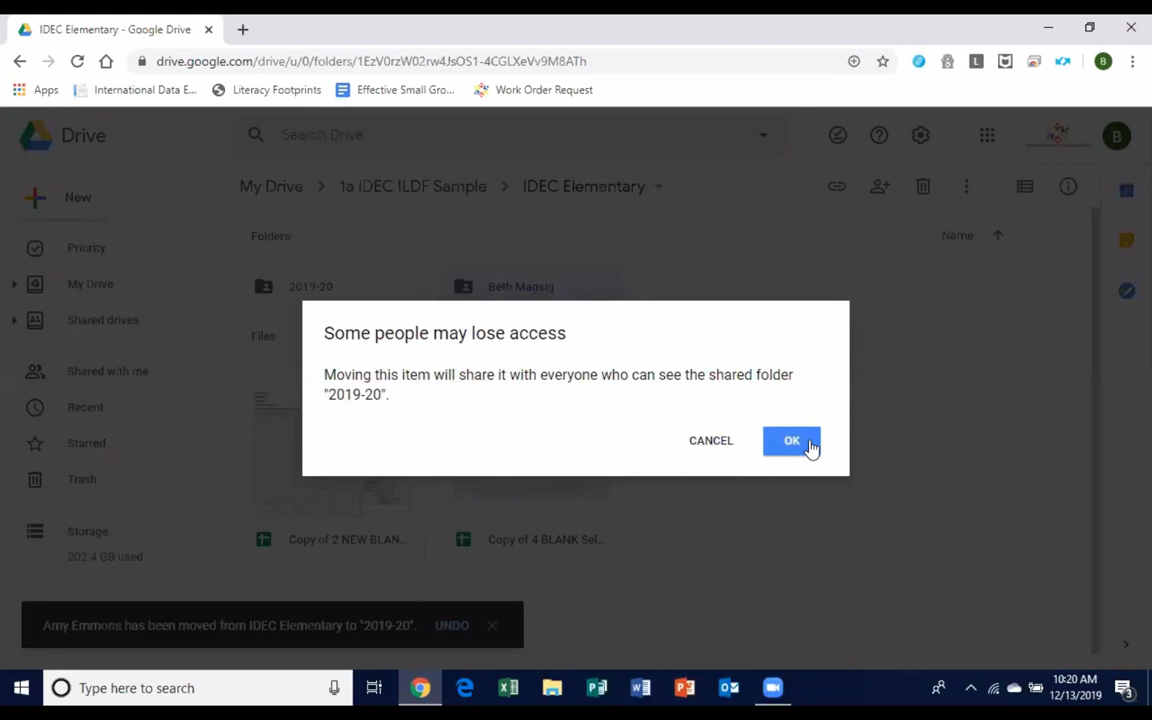 IDEC Elementary - Google Drive
drive.google.com/drive/u/0/folders/1EzV0rzW02rw4JsOS1-4CGLXeVv9M8ATh
B
Apps International Data E... Literacy Footprints Effective Small Gro... Work Order Request
Drive
Search Drive
B
New
My Drive > 1a IDEC ILDF Sample > IDEC Elementary
Folders
Name
Priority
My Drive
Shared drives
Shared with me
Recent
Starred
Trash
Storage
202.4 GB used
2019-20
Beth Magsig
Files
Some people may lose access
Moving this item will share it with everyone who can see the shared folder
"2019-20".
CANCEL
OK
Copy of 2 NEW BLAN...
Copy of 4 BLANK Sel...
Amy Emmons has been moved from IDEC Elementary to "2019-20". UNDO
Type here to search
10:20 AM
12/13/2019
3